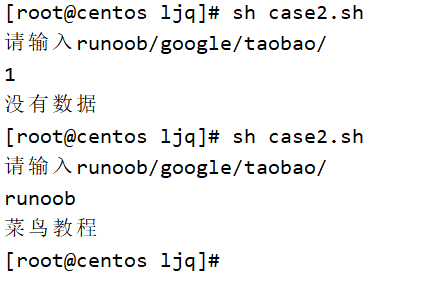 [root@centos ljq]# sh case2.sh
请输入runoob/google/taobao/
1
没有数据
[root@centos ljq]# sh case2.sh
请输入runoob/google/taobao/
runoob
菜鸟教程
[root@centos ljq]#